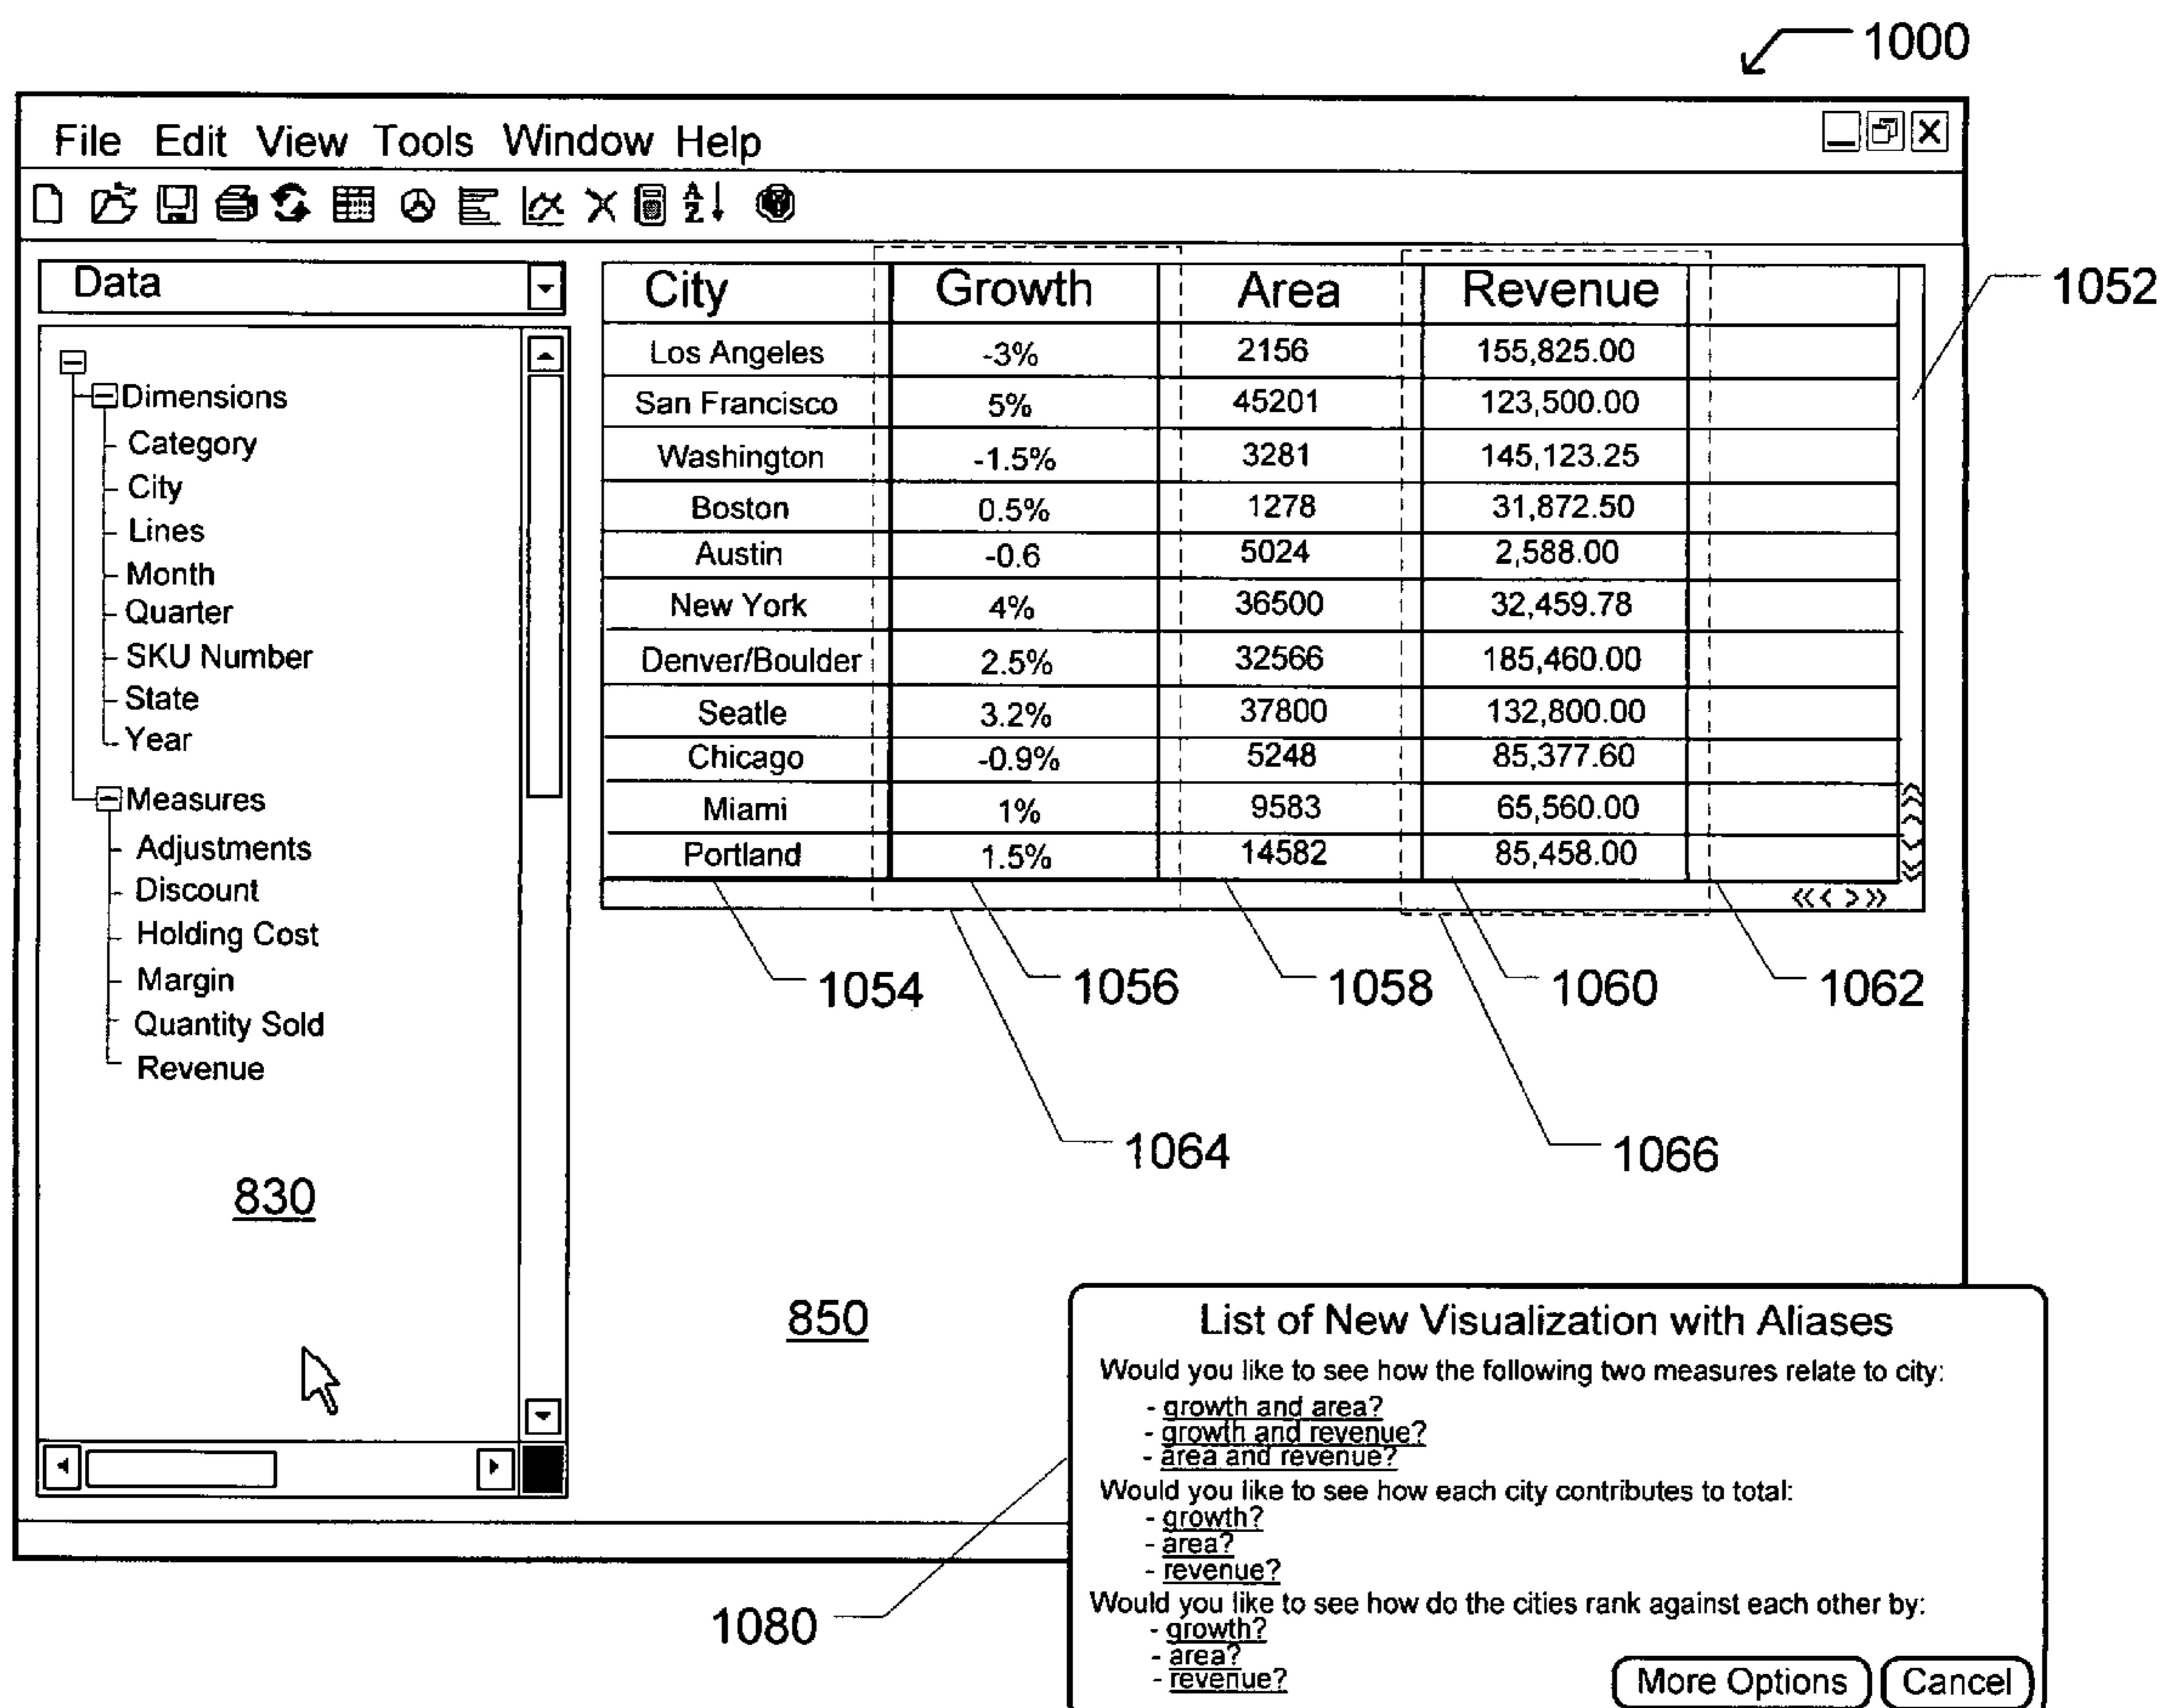 1000
File Edit View Tools Window Help
Data
Dimensions
Category
City
Lines
Month
Quarter
SKU Number
State
Year
Measures
Adjustments
Discount
Holding Cost
Margin
Quantity Sold
Revenue
830
City Growth Area Revenue
Los Angeles -3% 2156 155,825.00
San Francisco 5% 45201 123,500.00
Washington -1.5% 3281 145,123.25
Boston 0.5% 1278 31,872.50
Austin -0.6 5024 2,588.00
New York 4% 36500 32,459.78
Denver/Boulder 2.5% 32566 185,460.00
Seatle 3.2% 37800 132,800.00
Chicago -0.9% 5248 85,377.60
Miami 1% 9583 65,560.00
Portland 1.5% 14582 85,458.00
1052
1054 1056 1058 1060 1062
1064 1066
850
List of New Visualization with Aliases
Would you like to see how the following two measures relate to city:
- growth and area?
- growth and revenue?
- area and revenue?
Would you like to see how each city contributes to total:
- growth?
- area?
- revenue?
Would you like to see how do the cities rank against each other by:
- growth?
- area?
- revenue?
More Options Cancel
1080